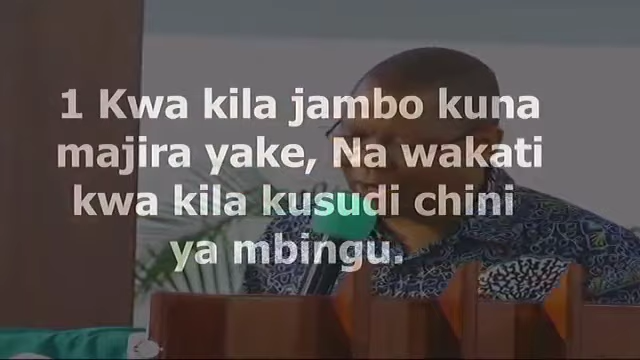 1 Kwa kila jambo kuna
majira yake, Na wakati
kwa kila kusudi chini
ya mbingu.